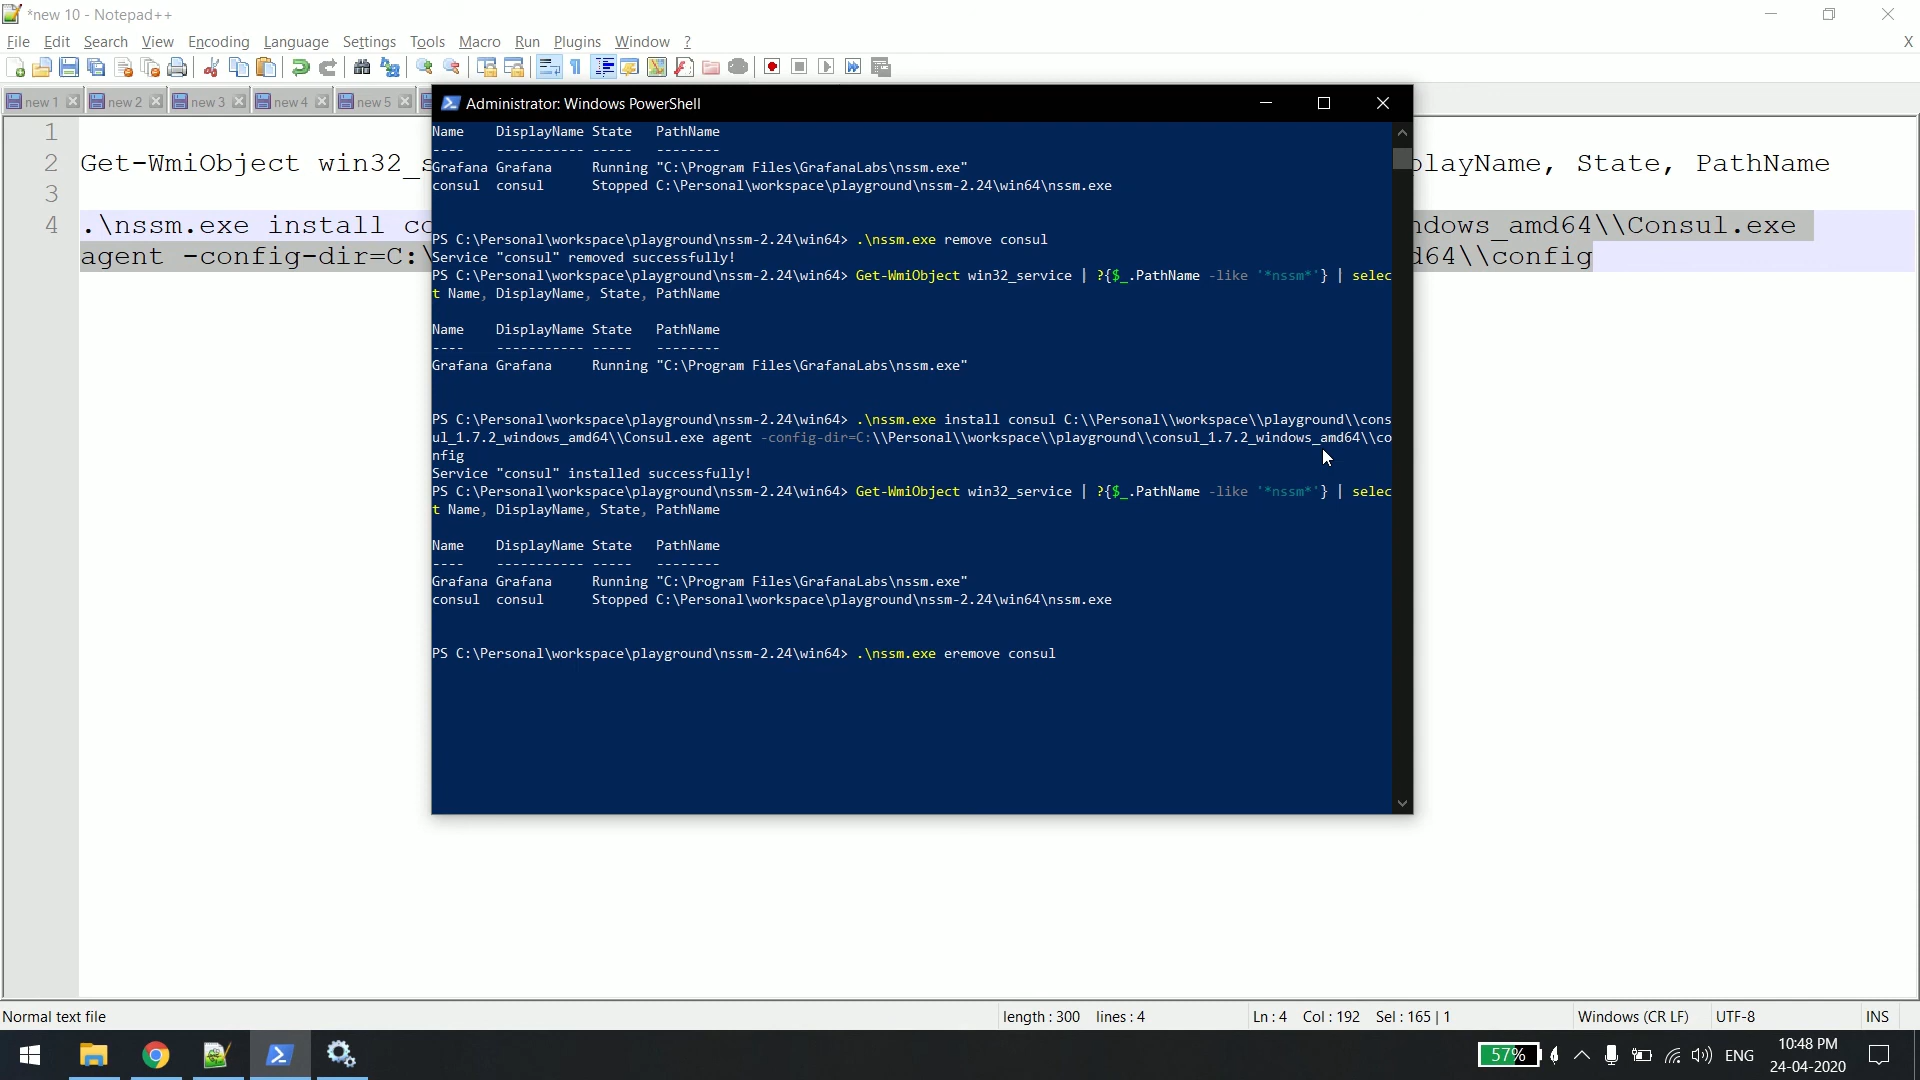 *new 10 - Notepad++
File Edit Search View Encoding Language Settings Tools Macro Run Plugins Window ? X
new 1 new 2 new 3 new 4 new 5
1
2 Get-WmiObject win32_s playName, State, PathName
3
4 .\nssm.exe install co ndows_amd64\\Consul.exe
agent -config-dir=C:\ d64\\config
Administrator: Windows PowerShell
Name DisplayName State PathName
---- ----------- ----- --------
Grafana Grafana Running "C:\Program Files\GrafanaLabs\nssm.exe"
consul consul Stopped C:\Personal\workspace\playground\nssm-2.24\win64\nssm.exe
PS C:\Personal\workspace\playground\nssm-2.24\win64> .\nssm.exe remove consul
Service "consul" removed successfully!
PS C:\Personal\workspace\playground\nssm-2.24\win64> Get-WmiObject win32_service | ?{$_.PathName -like '*nssm*'} | selec
t Name, DisplayName, State, PathName
Name DisplayName State PathName
---- ----------- ----- --------
Grafana Grafana Running "C:\Program Files\GrafanaLabs\nssm.exe"
PS C:\Personal\workspace\playground\nssm-2.24\win64> .\nssm.exe install consul C:\\Personal\\workspace\\playground\\cons
ul_1.7.2_windows_amd64\\Consul.exe agent -config-dir=C:\\Personal\\workspace\\playground\\consul_1.7.2_windows_amd64\\co
nfig
Service "consul" installed successfully!
PS C:\Personal\workspace\playground\nssm-2.24\win64> Get-WmiObject win32_service | ?{$_.PathName -like '*nssm*'} | selec
t Name, DisplayName, State, PathName
Name DisplayName State PathName
---- ----------- ----- --------
Grafana Grafana Running "C:\Program Files\GrafanaLabs\nssm.exe"
consul consul Stopped C:\Personal\workspace\playground\nssm-2.24\win64\nssm.exe
PS C:\Personal\workspace\playground\nssm-2.24\win64> .\nssm.exe eremove consul
Normal text file length : 300 lines : 4 Ln : 4 Col : 192 Sel : 165 | 1 Windows (CR LF) UTF-8 INS
57% ENG 10:48 PM
24-04-2020